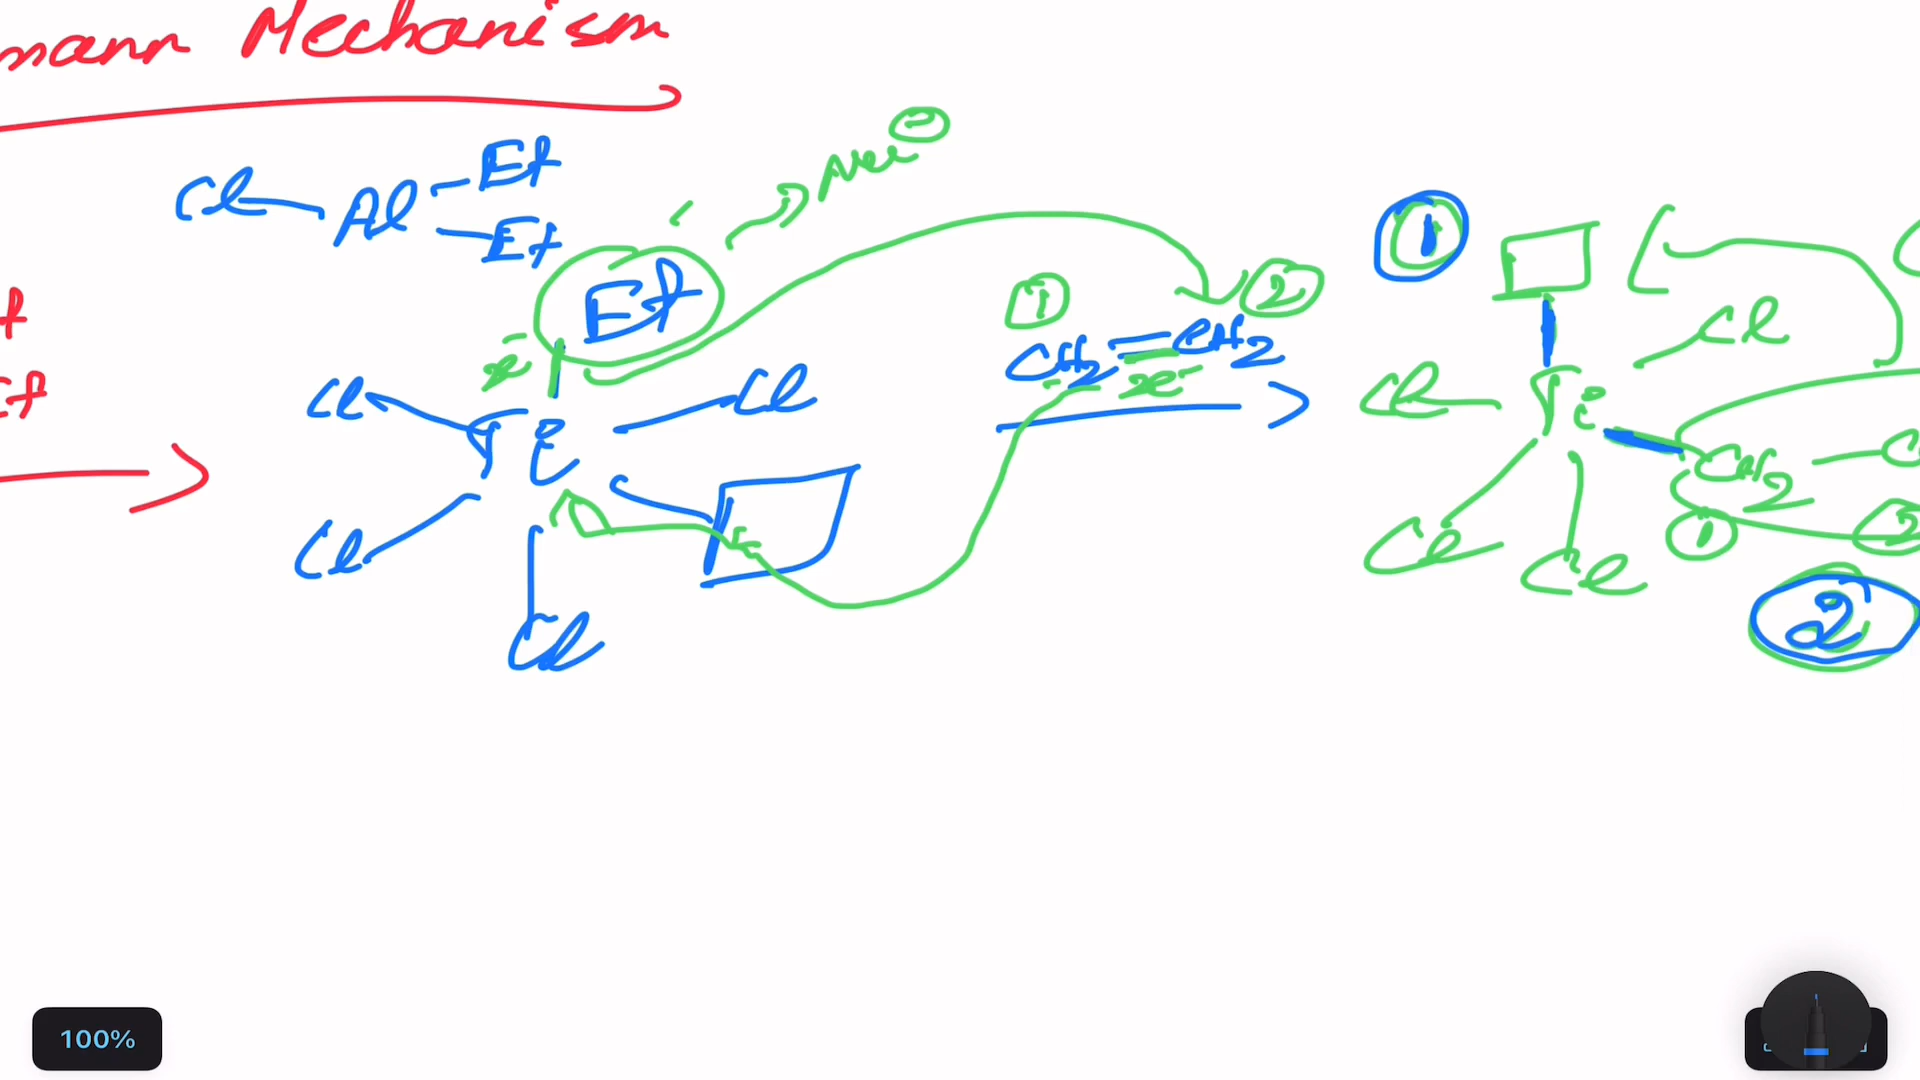 mann Mechanism
Cl Al Et
Et
Nu
Et
① ②
CH2=CH2
2e-
Cl Cl
Ti
Cl
Cl
①
Cl
Cl
Ti
CH2
Cl
Cl
①
②
100%